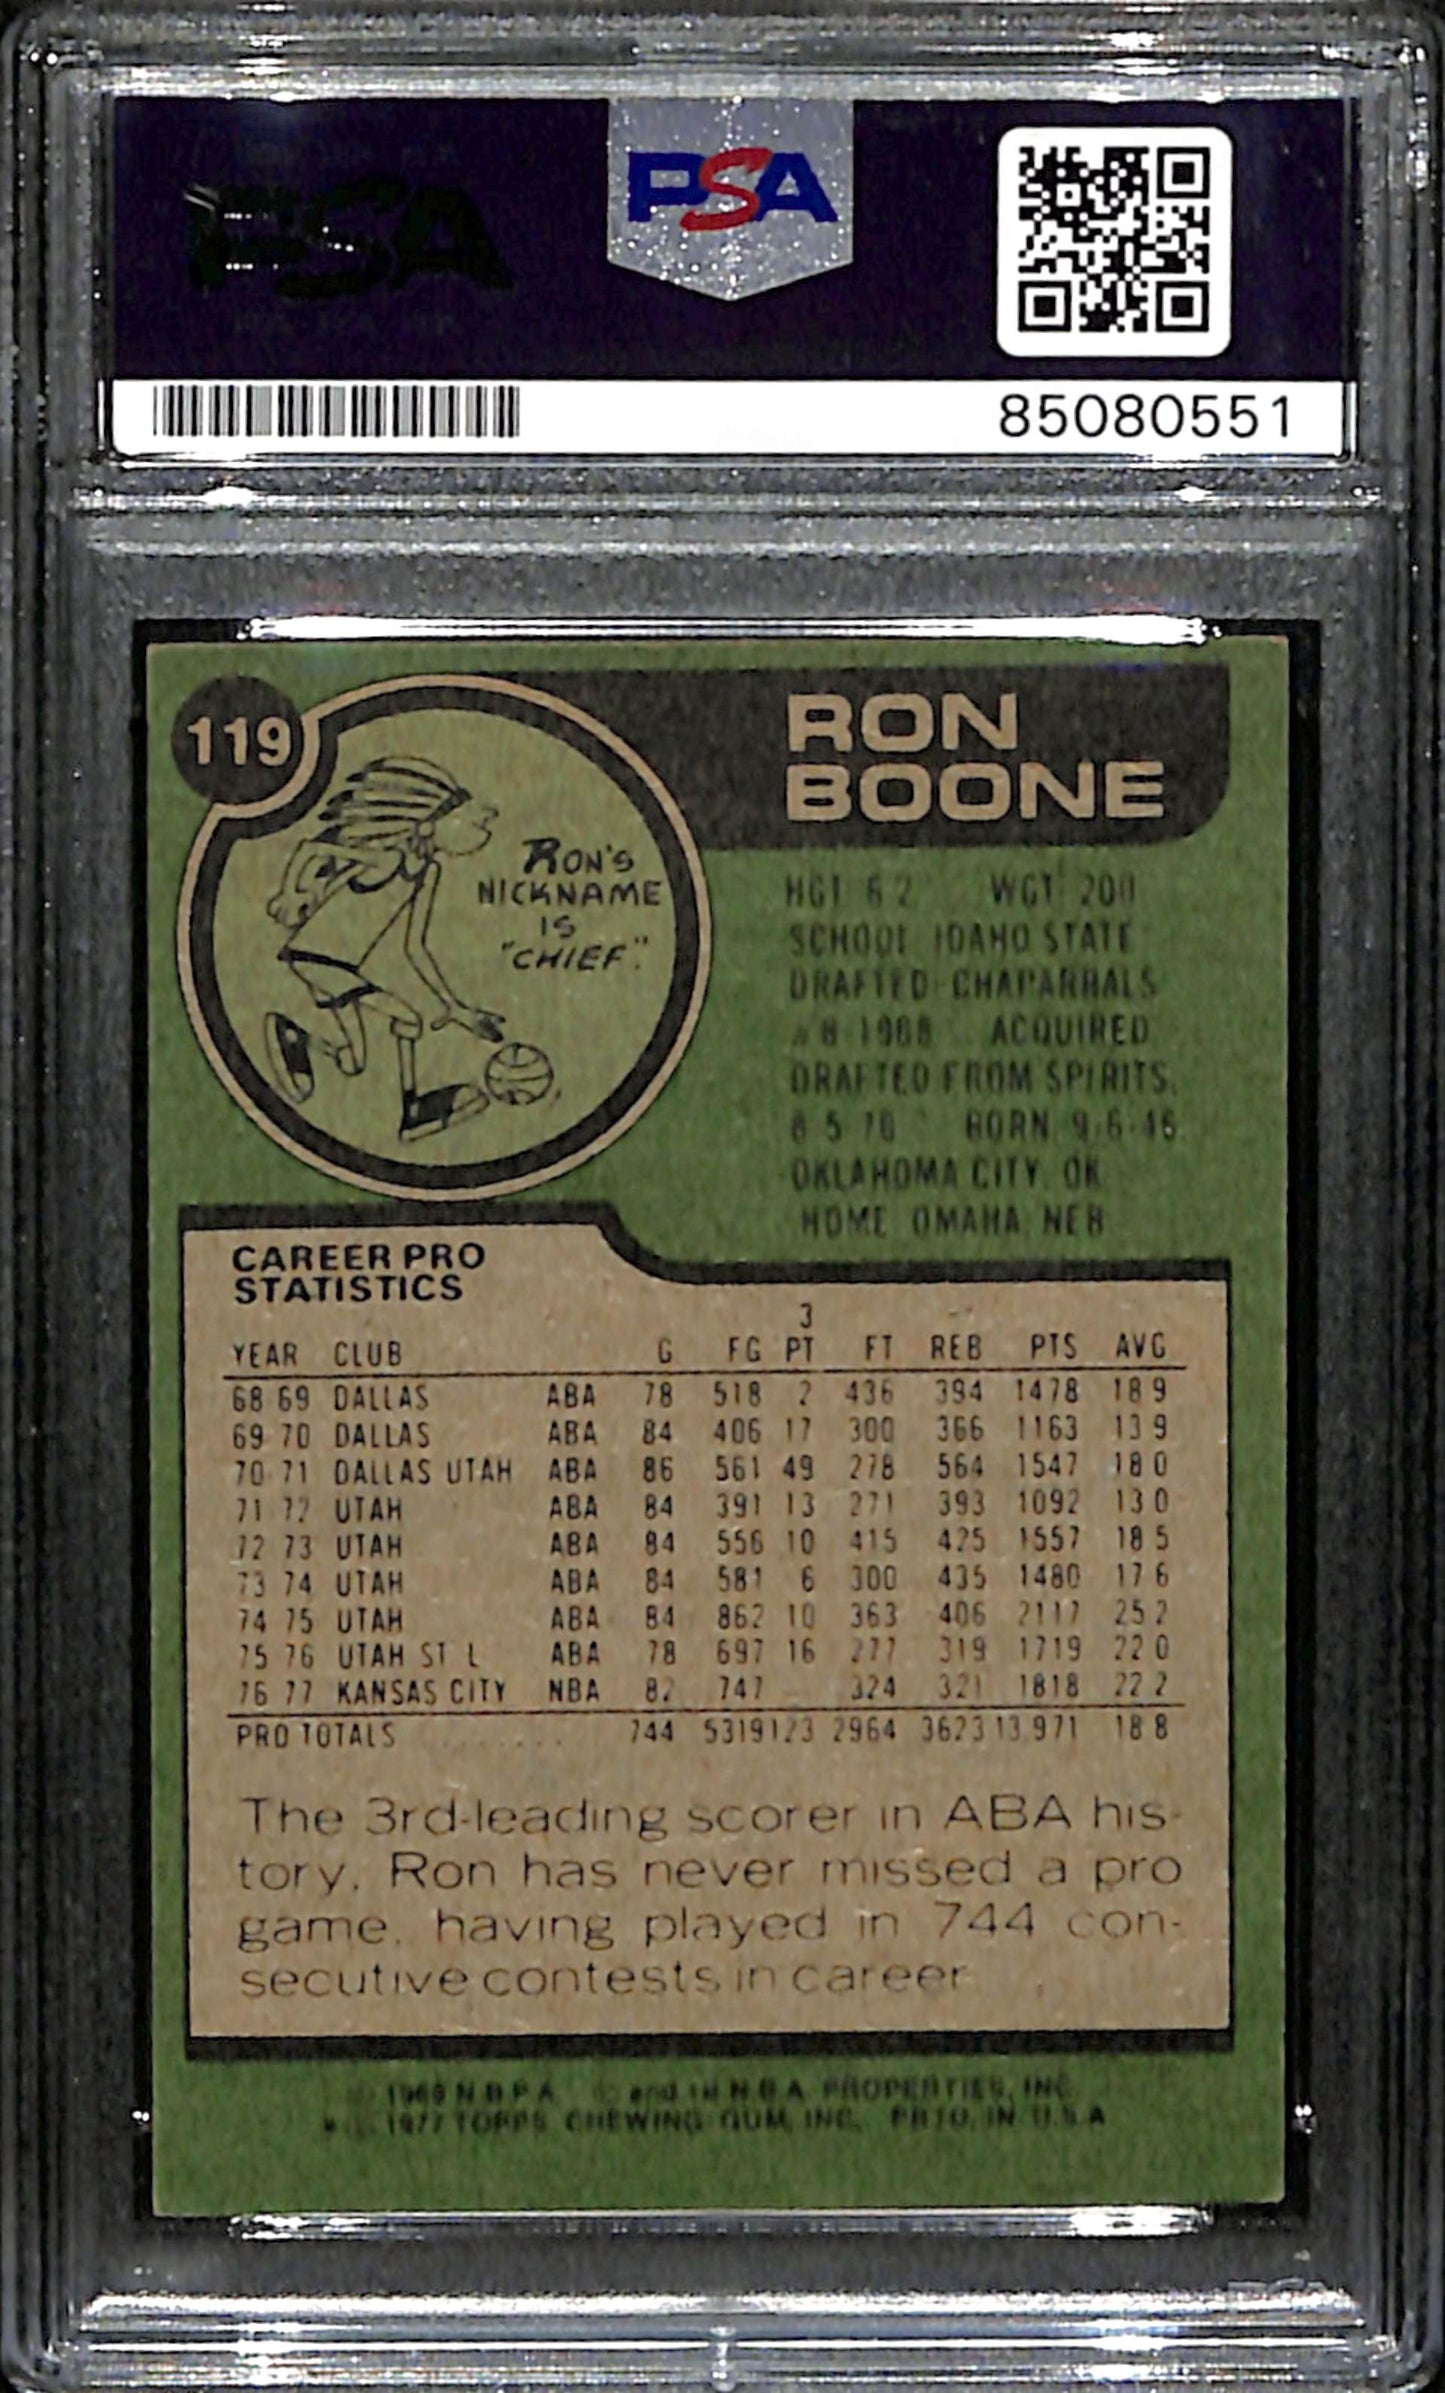 PSA
PSA
85080551
119
RON
BOONE
RON'S
NICKNAME
IS
"CHIEF."
HGT 6 2 WGT 200
SCHOOL IDAHO STATE
DRAFTED CHAPARRALS
8 1968 ACQUIRED
DRAFTED FROM SPIRITS,
8 5 76 BORN 9-6-46
OKLAHOMA CITY, OK
HOME OMAHA NEB
CAREER PRO
STATISTICS
YEAR CLUB G FG 3 PT FT REB PTS AVG
68 69 DALLAS ABA 78 518 2 436 394 1478 18 9
69 70 DALLAS ABA 84 406 17 300 366 1163 13 9
70 71 DALLAS UTAH ABA 86 561 49 278 564 1547 18 0
71 72 UTAH ABA 84 391 13 271 393 1092 13 0
72 73 UTAH ABA 84 556 10 415 425 1557 18 5
73 74 UTAH ABA 84 581 6 300 435 1480 17 6
74 75 UTAH ABA 84 862 10 363 406 2117 25 2
75 76 UTAH ST L ABA 78 697 16 277 319 1719 22 0
76 77 KANSAS CITY NBA 82 747 324 321 1818 22 2
PRO TOTALS ........ 744 5319 123 2964 3623 13,971 18 8
The 3rd-leading scorer in ABA his-
tory, Ron has never missed a pro
game, having played in 744 con-
secutive contests in career
© 1969 N B P A © and TM N.B.A. PROPERTIES, INC.
* © 1977 TOPPS CHEWING GUM, INC. PRTD. IN U.S.A